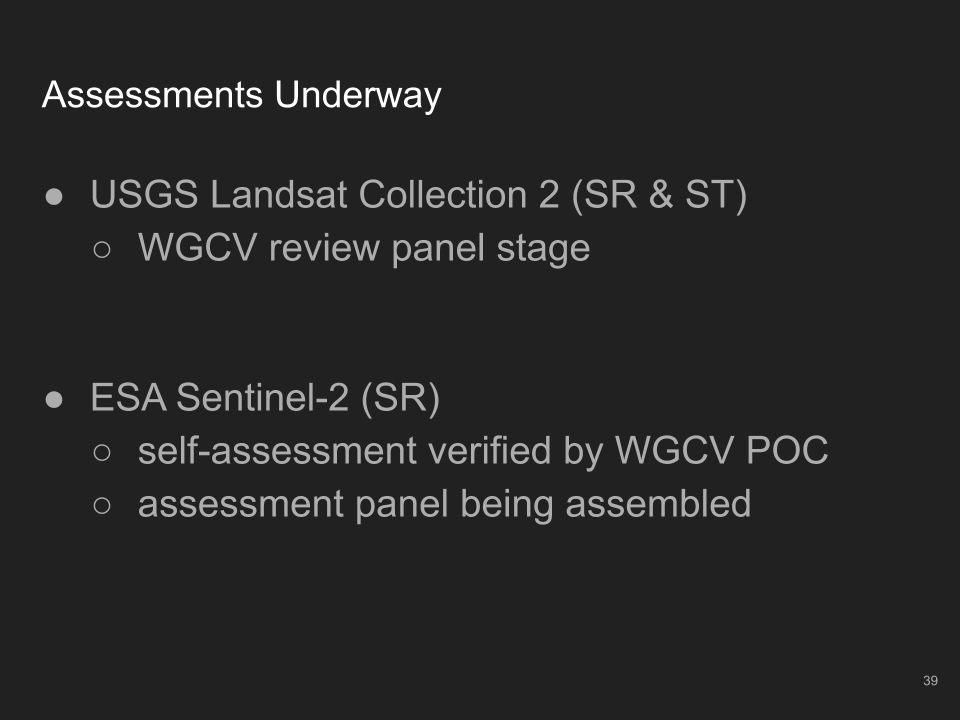 Assessments Underway
● USGS Landsat Collection 2 (SR & ST)
○ WGCV review panel stage
● ESA Sentinel-2 (SR)
○ self-assessment verified by WGCV POC
○ assessment panel being assembled
39